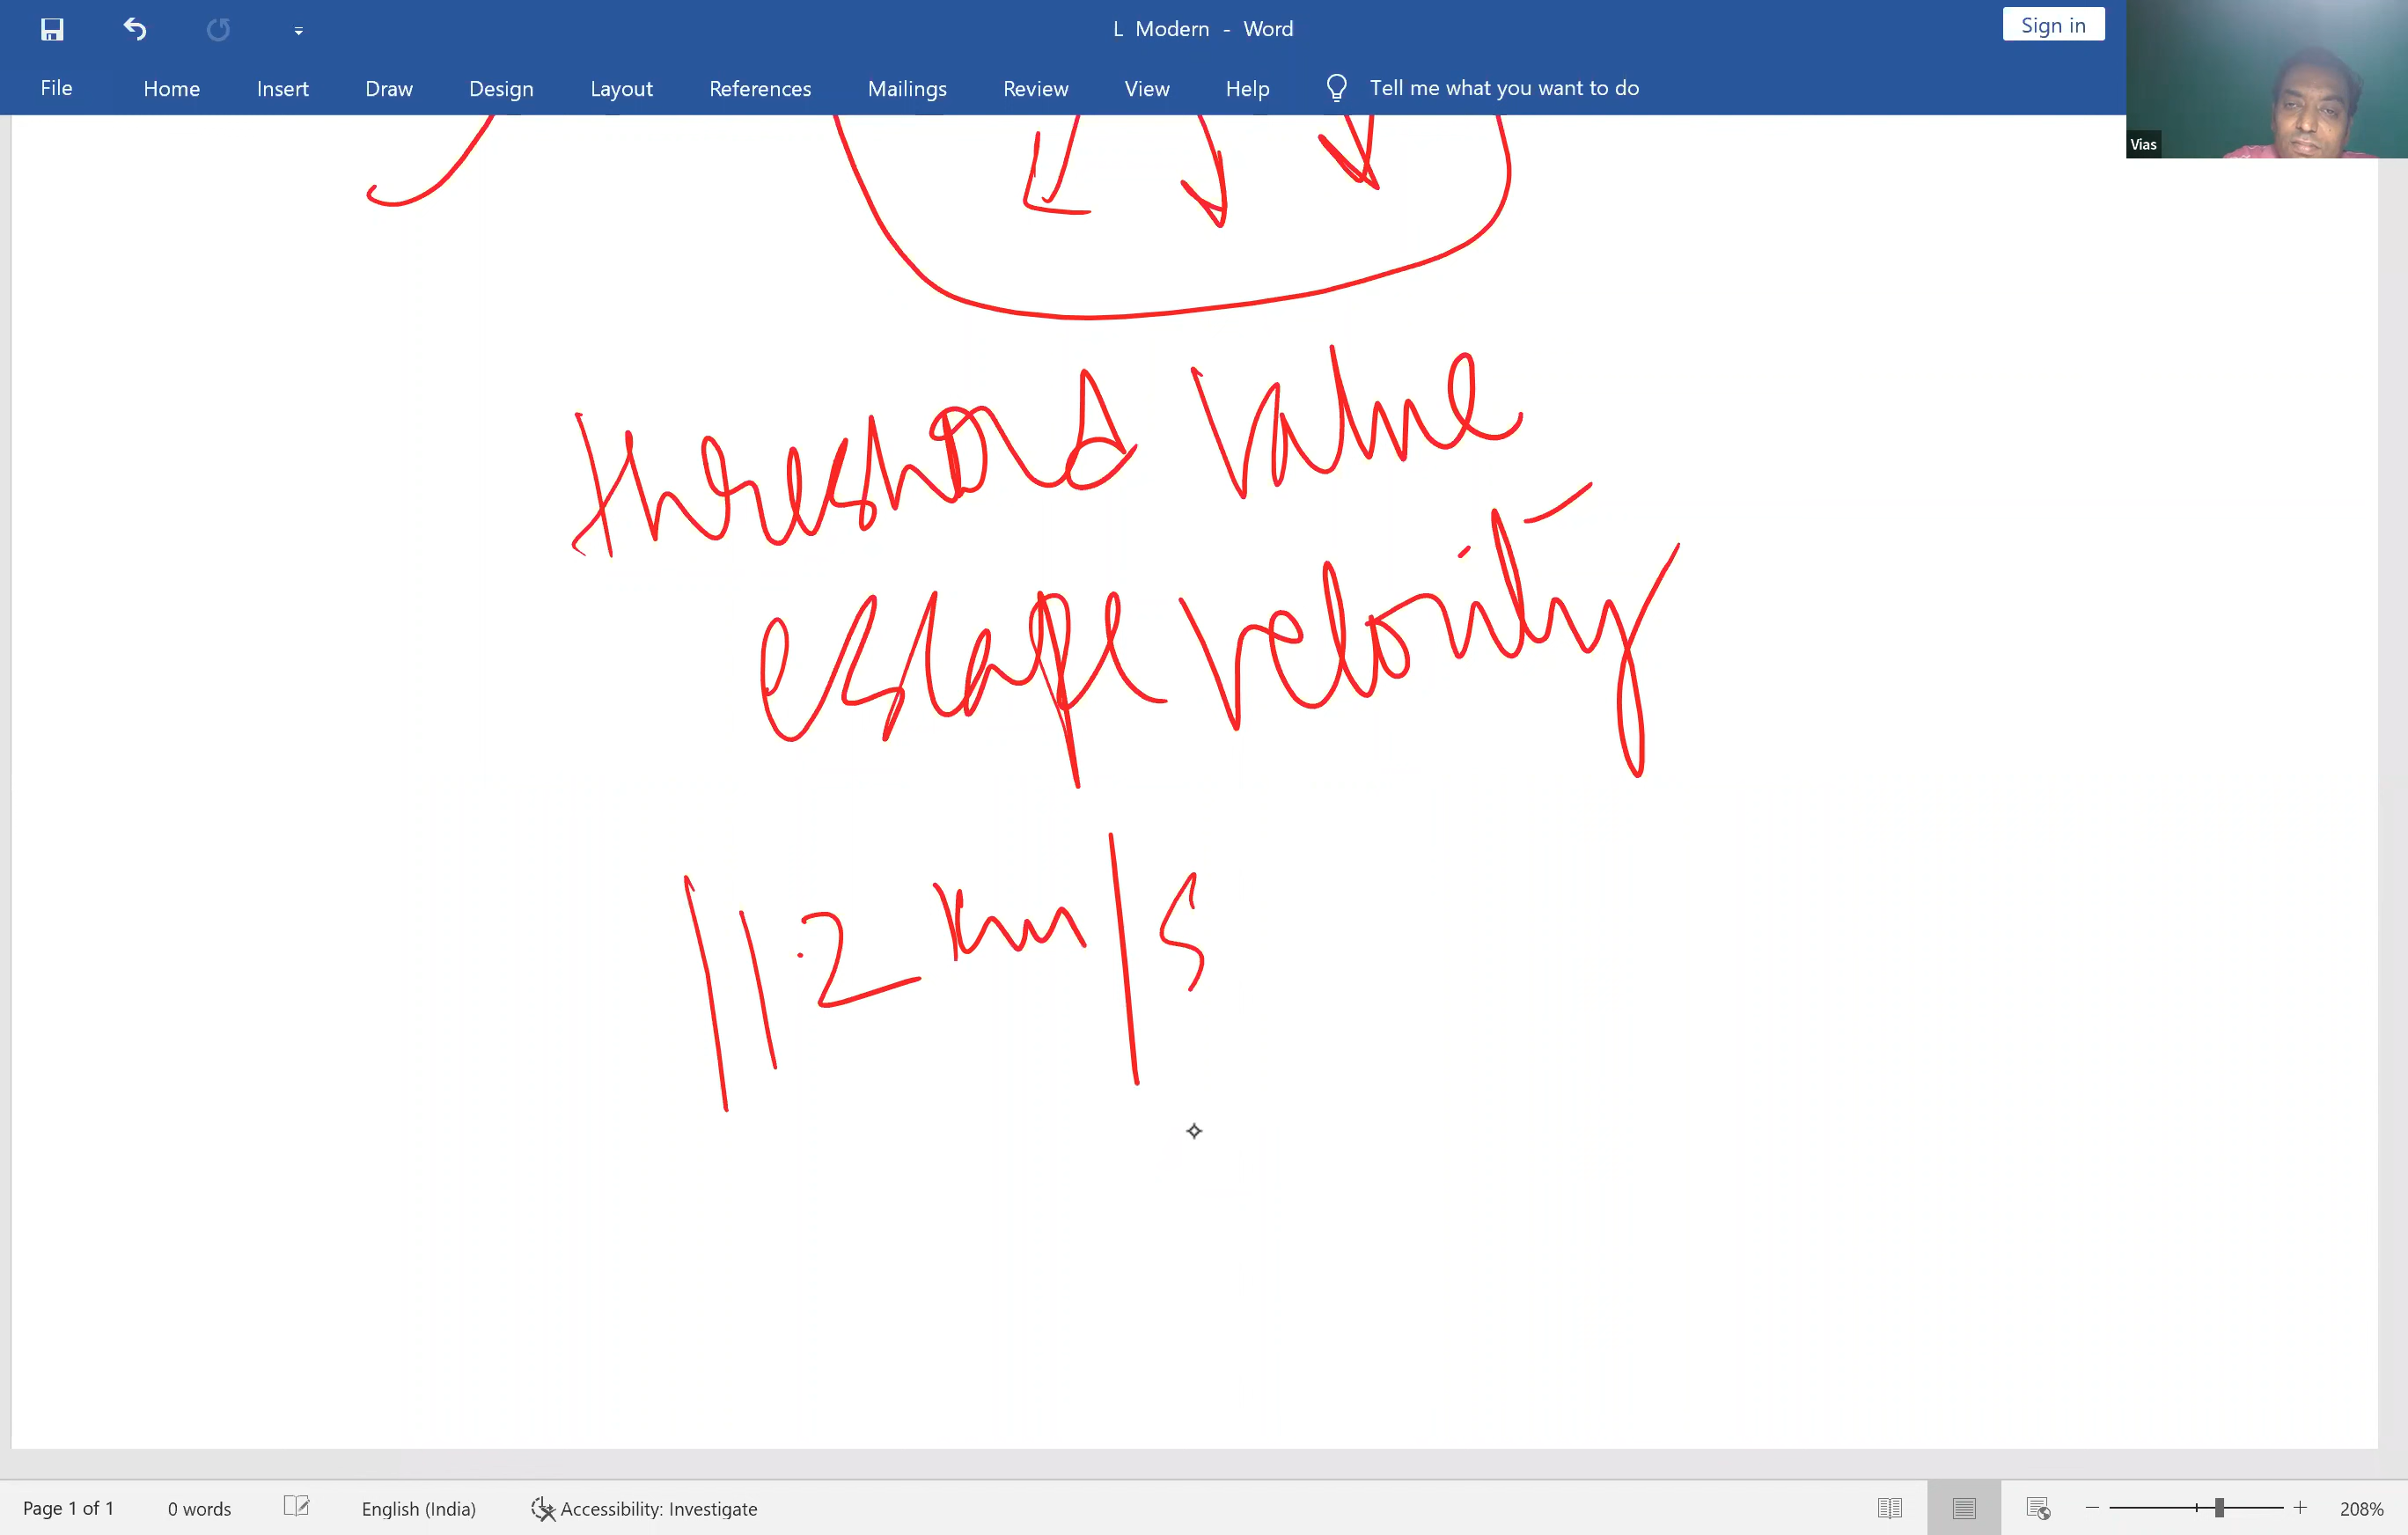 L Modern - Word
Sign in
File Home Insert Draw Design Layout References Mailings Review View Help Tell me what you want to do
Vias
threshold value
escape velocity
11.2 km/s
Page 1 of 1 0 words English (India) Accessibility: Investigate 208%